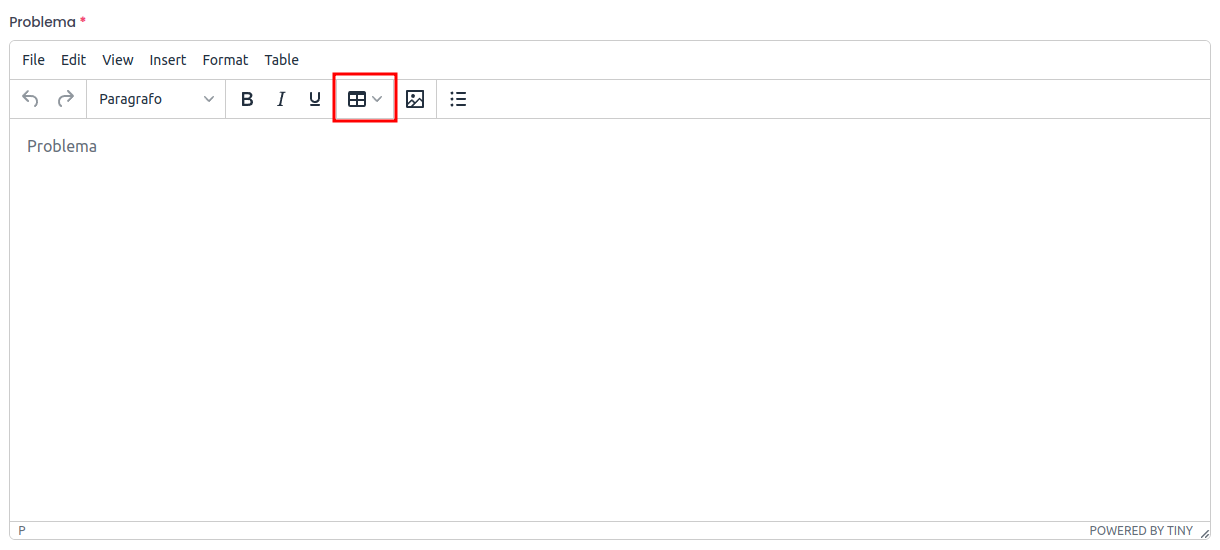 Problema *
File Edit View Insert Format Table
Paragrafo B I U
Problema
P POWERED BY TINY